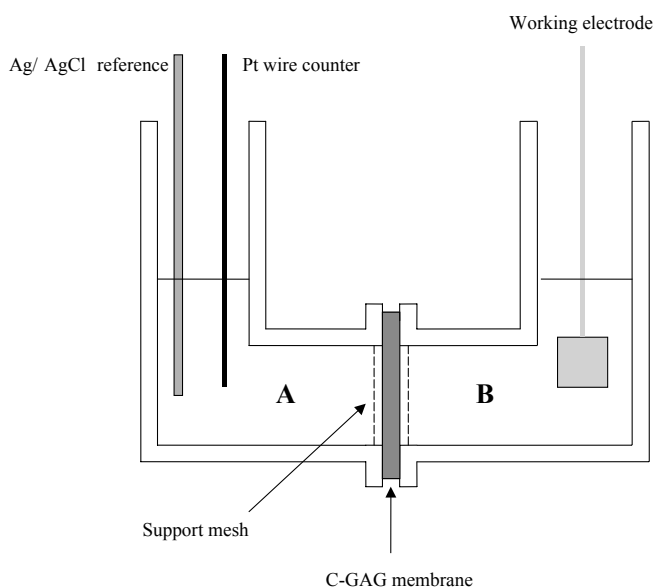 Working electrode
Ag/ AgCl reference
Pt wire counter
A
B
Support mesh
C-GAG membrane